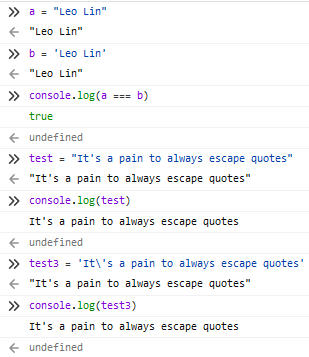 a = "Leo Lin"
"Leo Lin"
b = 'Leo Lin'
"Leo Lin"
console.log(a === b)
true
undefined
test = "It's a pain to always escape quotes"
"It's a pain to always escape quotes"
console.log(test)
It's a pain to always escape quotes
undefined
test3 = 'It\'s a pain to always escape quotes'
"It's a pain to always escape quotes"
console.log(test3)
It's a pain to always escape quotes
undefined